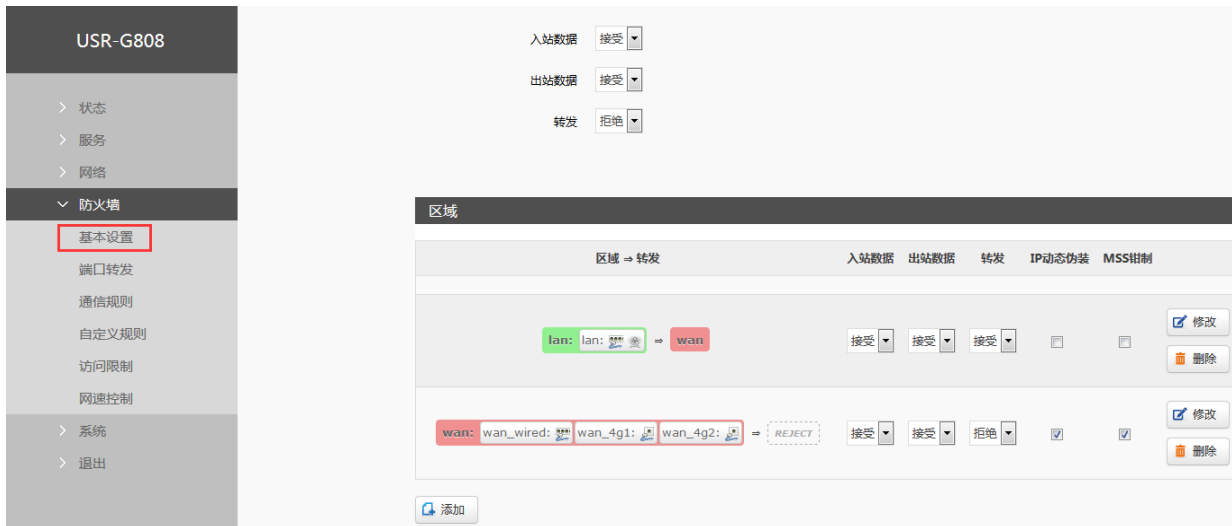 USR-G808
状态
服务
网络
防火墙
基本设置
端口转发
通信规则
自定义规则
访问限制
网速控制
系统
退出
入站数据 接受
出站数据 接受
转发 拒绝
区域
区域 ⇒ 转发 入站数据 出站数据 转发 IP动态伪装 MSS钳制
lan: lan: ⇒ wan 接受 接受 接受 修改
删除
wan: wan_wired: wan_4g1: wan_4g2: ⇒ REJECT 接受 接受 拒绝 修改
删除
添加